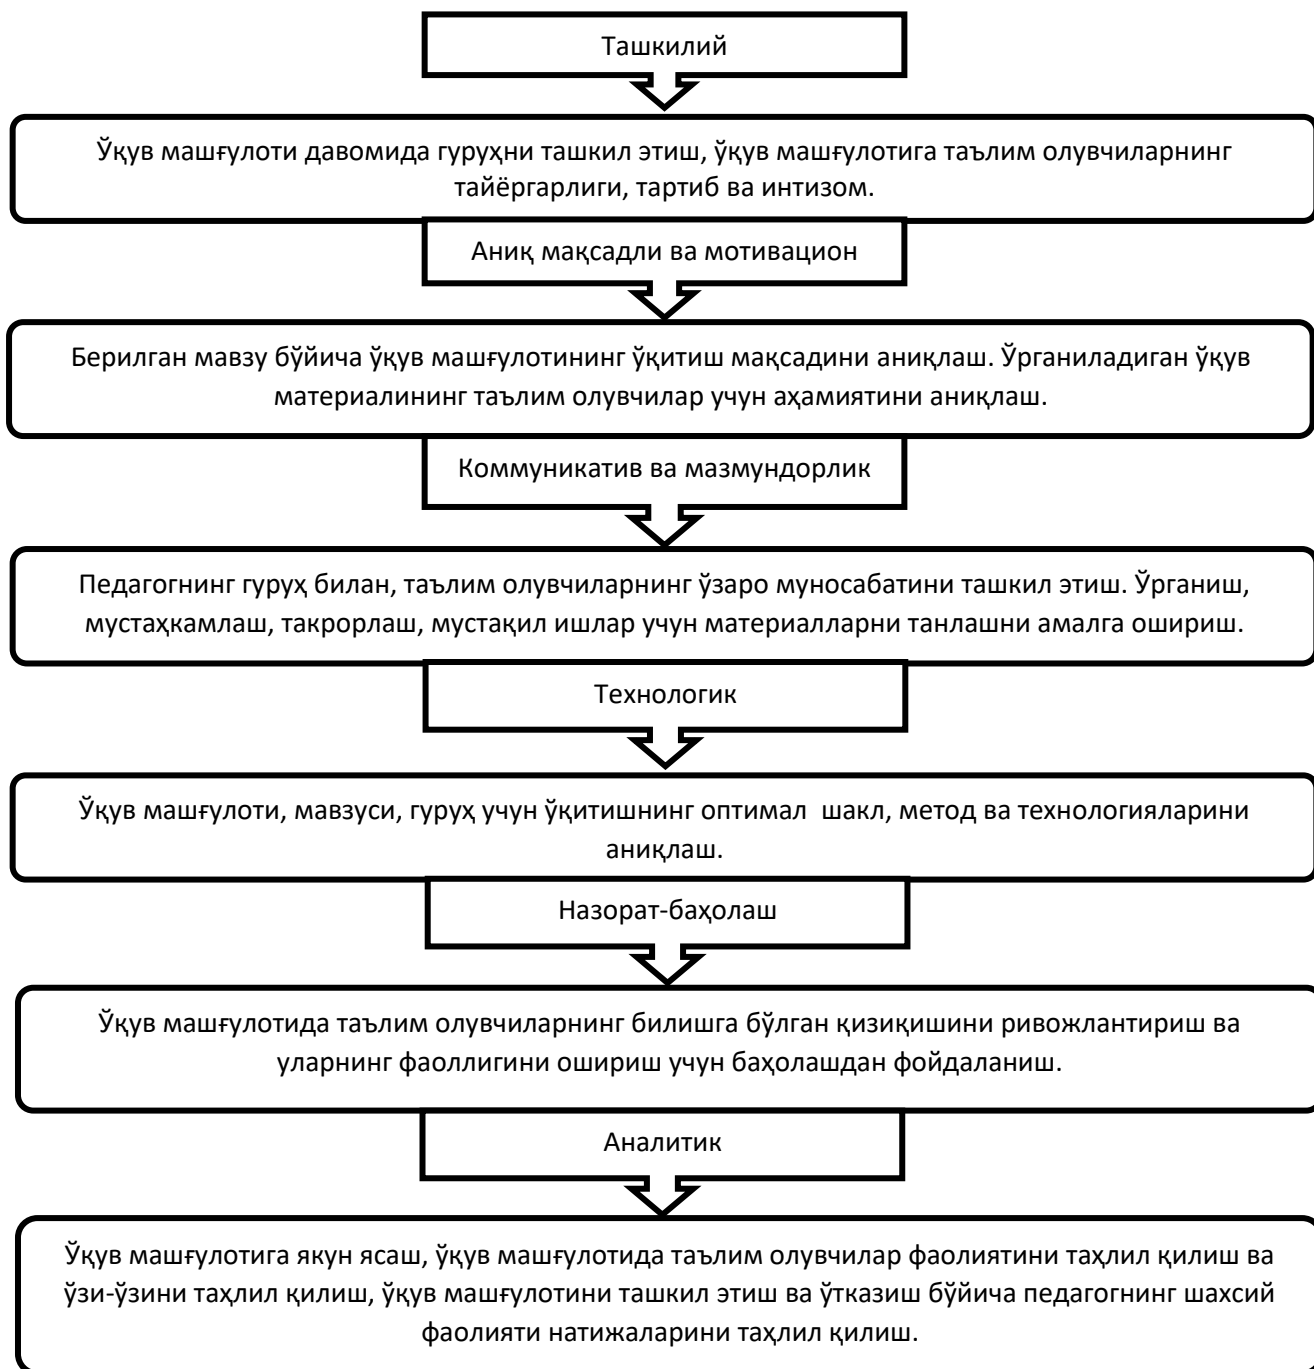 Ташкилий
Ўқув машғулоти давомида гуруҳни ташкил этиш, ўқув машғулотига таълим олувчиларнинг
тайёргарлиги, тартиб ва интизом.
Аниқ мақсадли ва мотивацион
Берилган мавзу бўйича ўқув машғулотининг ўқитиш мақсадини аниқлаш. Ўрганиладиган ўқув
материалининг таълим олувчилар учун аҳамиятини аниқлаш.
Коммуникатив ва мазмундорлик
Педагогнинг гуруҳ билан, таълим олувчиларнинг ўзаро муносабатини ташкил этиш. Ўрганиш,
мустаҳкамлаш, такрорлаш, мустақил ишлар учун материалларни танлашни амалга ошириш.
Технологик
Ўқув машғулоти, мавзуси, гуруҳ учун ўқитишнинг оптимал  шакл, метод ва технологияларини
аниқлаш.
Назорат-баҳолаш
Ўқув машғулотида таълим олувчиларнинг билишга бўлган қизиқишини ривожлантириш ва
уларнинг фаоллигини ошириш учун баҳолашдан фойдаланиш.
Аналитик
Ўқув машғулотига якун ясаш, ўқув машғулотида таълим олувчилар фаолиятини таҳлил қилиш ва
ўзи-ўзини таҳлил қилиш, ўқув машғулотини ташкил этиш ва ўтказиш бўйича педагогнинг шахсий
фаолияти натижаларини таҳлил қилиш.